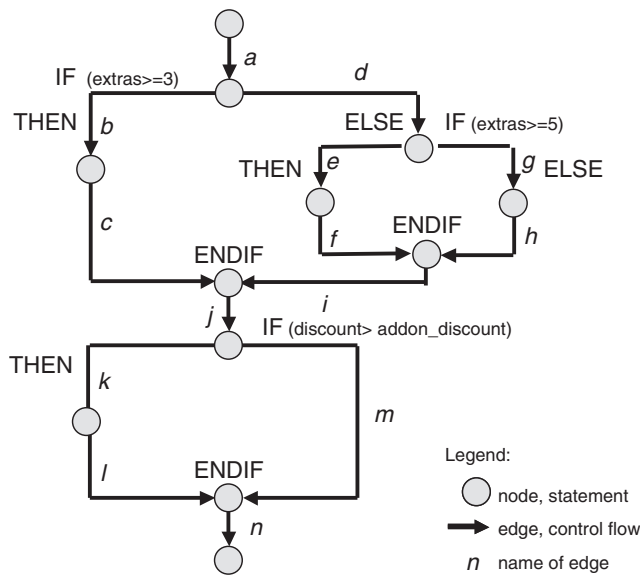 a
IF (extras>=3)
d
THEN
b
ELSE
IF (extras>=5)
THEN
e
g
ELSE
c
f
ENDIF
h
ENDIF
i
j
IF (discount> addon_discount)
THEN
k
m
l
ENDIF
n
Legend:
node, statement
edge, control flow
n name of edge